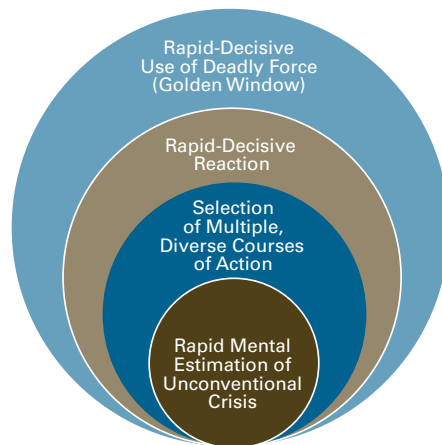 Rapid-Decisive
Use of Deadly Force
(Golden Window)
Rapid-Decisive
Reaction
Selection
of Multiple,
Diverse Courses
of Action
Rapid Mental
Estimation of
Unconventional
Crisis